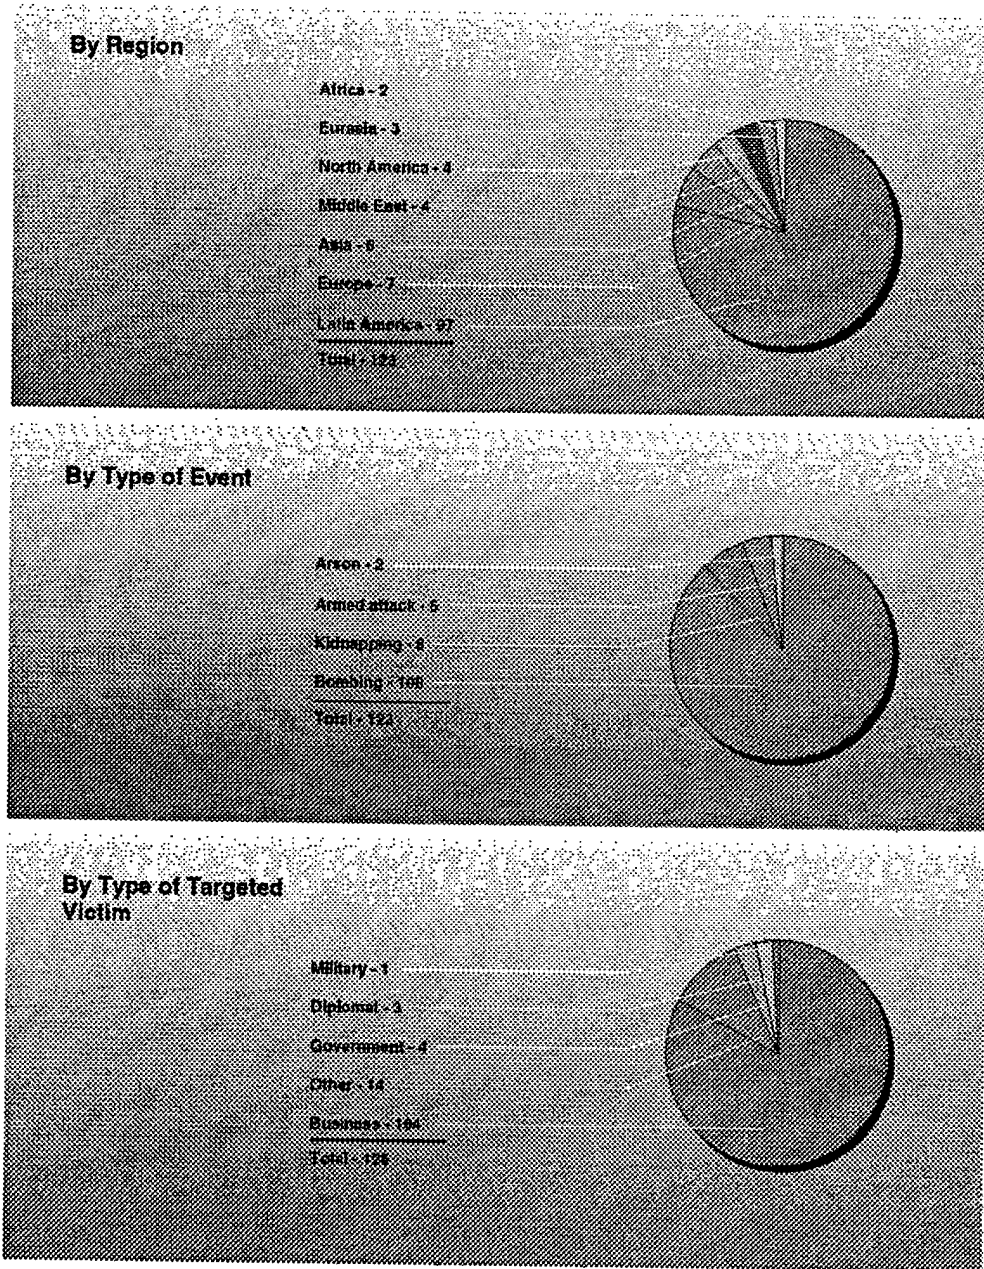 By Region
Africa - 2
Eurasia - 3
North America - 4
Middle East - 4
Asia - 6
Europe - 7
Latin America - 97
Total - 123
By Type of Event
Arson - 2
Armed attack - 5
Kidnapping - 8
Bombing - 108
Total - 123
By Type of Targeted
Victim
Military - 1
Diplomat - 3
Government - 4
Other - 14
Business - 104
Total - 126